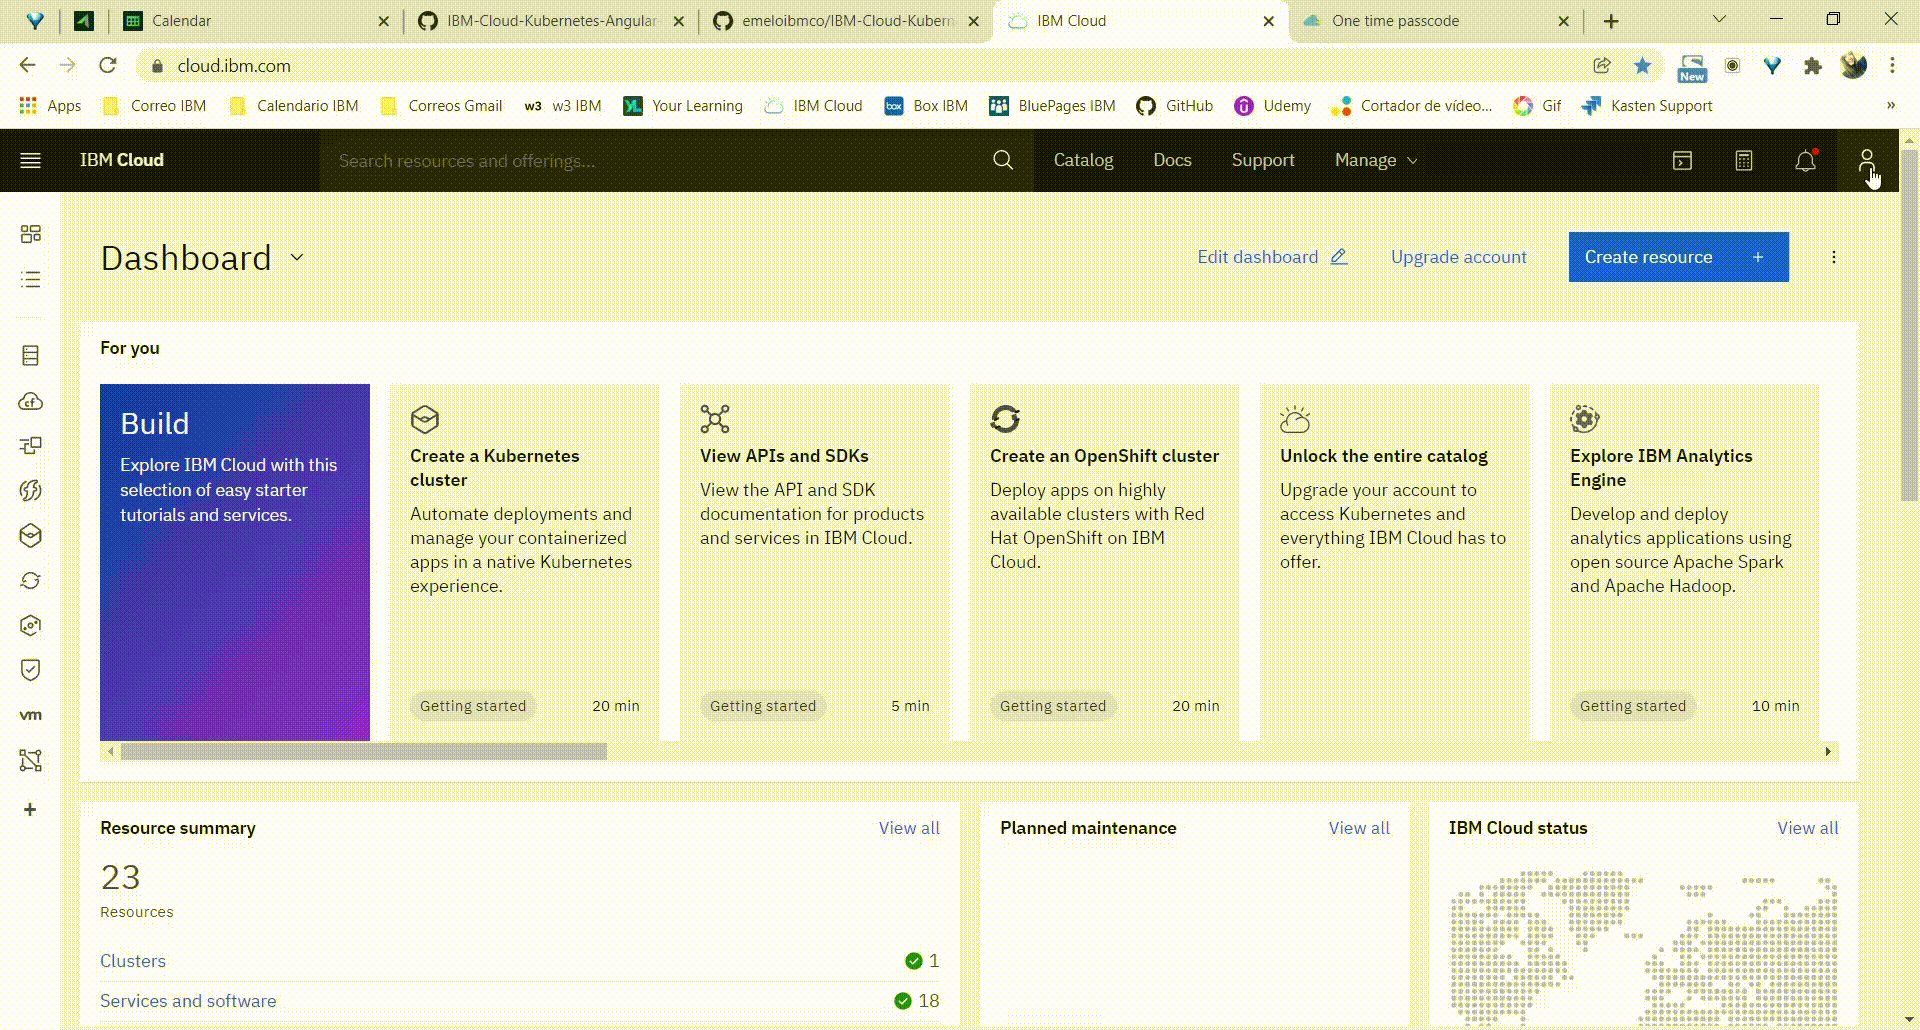 Calendar
IBM-Cloud-Kubernetes-Angular-
emeloibmco/IBM-Cloud-Kubern
IBM Cloud
One time passcode
cloud.ibm.com
New
Apps
Correo IBM
Calendario IBM
Correos Gmail
w3 w3 IBM
YL Your Learning
IBM Cloud
box Box IBM
BluePages IBM
GitHub
Udemy
Cortador de vídeo...
Gif
Kasten Support
»
IBM Cloud
Search resources and offerings...
Catalog
Docs
Support
Manage
Dashboard
Edit dashboard
Upgrade account
Create resource +
cf
vm
For you
Build
Explore IBM Cloud with this
selection of easy starter
tutorials and services.
Create a Kubernetes
cluster
Automate deployments and
manage your containerized
apps in a native Kubernetes
experience.
Getting started 20 min
View APIs and SDKs
View the API and SDK
documentation for products
and services in IBM Cloud.
Getting started 5 min
Create an OpenShift cluster
Deploy apps on highly
available clusters with Red
Hat OpenShift on IBM
Cloud.
Getting started 20 min
Unlock the entire catalog
Upgrade your account to
access Kubernetes and
everything IBM Cloud has to
offer.
Explore IBM Analytics
Engine
Develop and deploy
analytics applications using
open source Apache Spark
and Apache Hadoop.
Getting started 10 min
Resource summary View all
23
Resources
Clusters 1
Services and software 18
Planned maintenance View all
IBM Cloud status View all